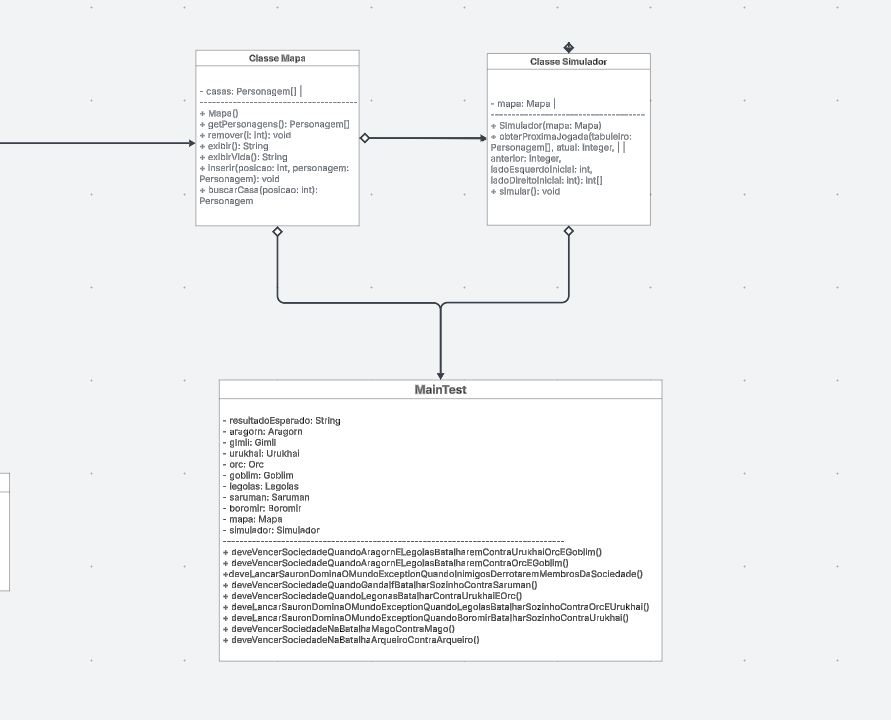 Classe Mapa
- casas: Personagem[] |
+ Mapa()
+ getPersonagens(): Personagem[]
+ remover(i: int): void
+ exibir(): String
+ exibirVida(): String
+ inserir(posicao: int, personagem:
Personagem): void
+ buscarCasa(posicao: int):
Personagem
Classe Simulador
- mapa: Mapa |
+ Simulador(mapa: Mapa)
+ obterProximaJogada(tabuleiro:
Personagem[], atual: Integer, | |
anterior: Integer,
ladoEsquerdoInicial: int,
ladoDireitoInicial: int): int[]
+ simular(): void
MainTest
- resultadoEsperado: String
- aragorn: Aragorn
- gimli: Gimli
- urukhai: Urukhai
- orc: Orc
- goblim: Goblim
- legolas: Legolas
- saruman: Saruman
- boromir: Boromir
- mapa: Mapa
- simulador: Simulador
+ deveVencerSociedadeQuandoAragornELegolasBatalharemContraUrukhaiOrcEGoblim()
+ deveVencerSociedadeQuandoAragornELegolasBatalharemContraOrcEGoblim()
+deveLancarSauronDominaOMundoExceptionQuandoInimigosDerrotaremMembrosDaSociedade()
+ deveVencerSociedadeQuandoGandalfBatalharSozinhoContraSaruman()
+ deveVencerSociedadeQuandoLegonasBatalharContraUrukhaiEOrc()
+ deveLancarSauronDominaOMundoExceptionQuandoLegolasBatalharSozinhoContraOrcEUrukhai()
+ deveLancarSauronDominaOMundoExceptionQuandoBoromirBatalharSozinhoContraUrukhai()
+ deveVencerSociedadeNaBatalhaMagoContraMago()
+ deveVencerSociedadeNaBatalhaArqueiroContraArqueiro()